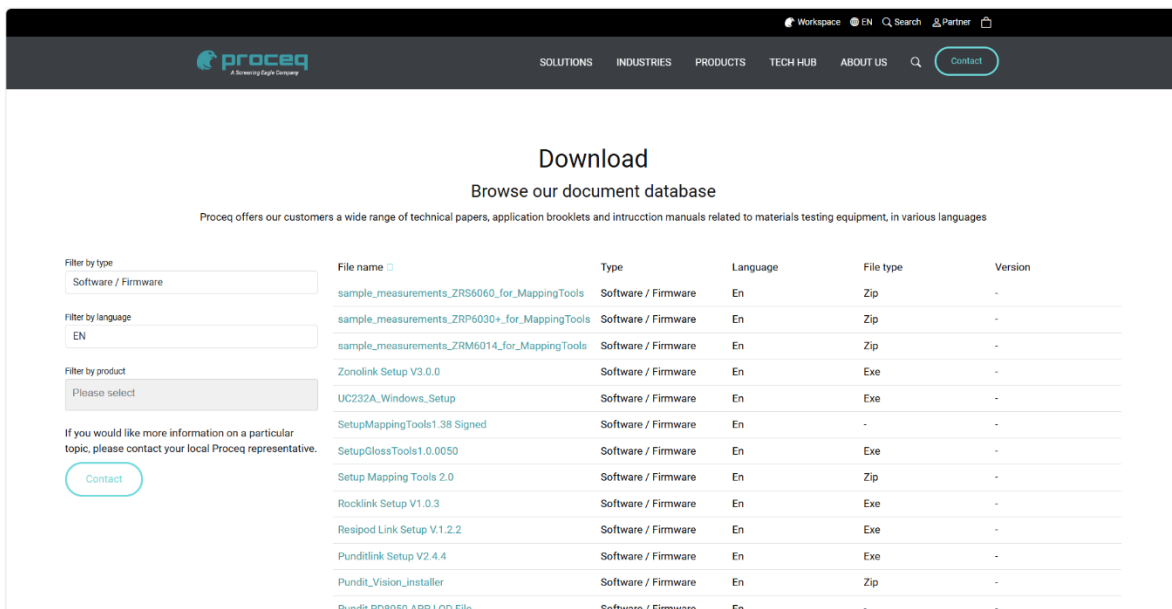 Workspace EN Search Partner
proceq
A Screening Eagle Company
SOLUTIONS INDUSTRIES PRODUCTS TECH HUB ABOUT US Contact
Download
Browse our document database
Proceq offers our customers a wide range of technical papers, application brooklets and intrucction manuals related to materials testing equipment, in various languages
Filter by type
Software / Firmware
Filter by language
EN
Filter by product
Please select
If you would like more information on a particular
topic, please contact your local Proceq representative.
Contact
File name Type Language File type Version
sample_measurements_ZRS6060_for_MappingTools Software / Firmware En Zip -
sample_measurements_ZRP6030+_for_MappingTools Software / Firmware En Zip -
sample_measurements_ZRM6014_for_MappingTools Software / Firmware En Zip -
Zonolink Setup V3.0.0 Software / Firmware En Exe -
UC232A_Windows_Setup Software / Firmware En Exe -
SetupMappingTools1.38 Signed Software / Firmware En - -
SetupGlossTools1.0.0050 Software / Firmware En Exe -
Setup Mapping Tools 2.0 Software / Firmware En Zip -
Rocklink Setup V1.0.3 Software / Firmware En Exe -
Resipod Link Setup V.1.2.2 Software / Firmware En Exe -
Punditlink Setup V2.4.4 Software / Firmware En Exe -
Pundit_Vision_installer Software / Firmware En Zip -
Pundit PD8050 APP LOD File Software / Firmware En - -